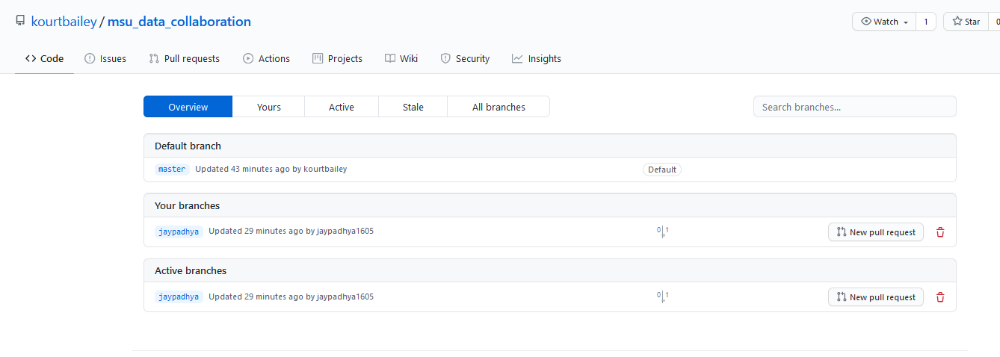 kourtbailey / msu_data_collaboration
Watch 1 Star 0
Code Issues Pull requests Actions Projects Wiki Security Insights
Overview Yours Active Stale All branches Search branches...
Default branch
master Updated 43 minutes ago by kourtbailey Default
Your branches
jaypadhya Updated 29 minutes ago by jaypadhya1605 0 1 New pull request
Active branches
jaypadhya Updated 29 minutes ago by jaypadhya1605 0 1 New pull request